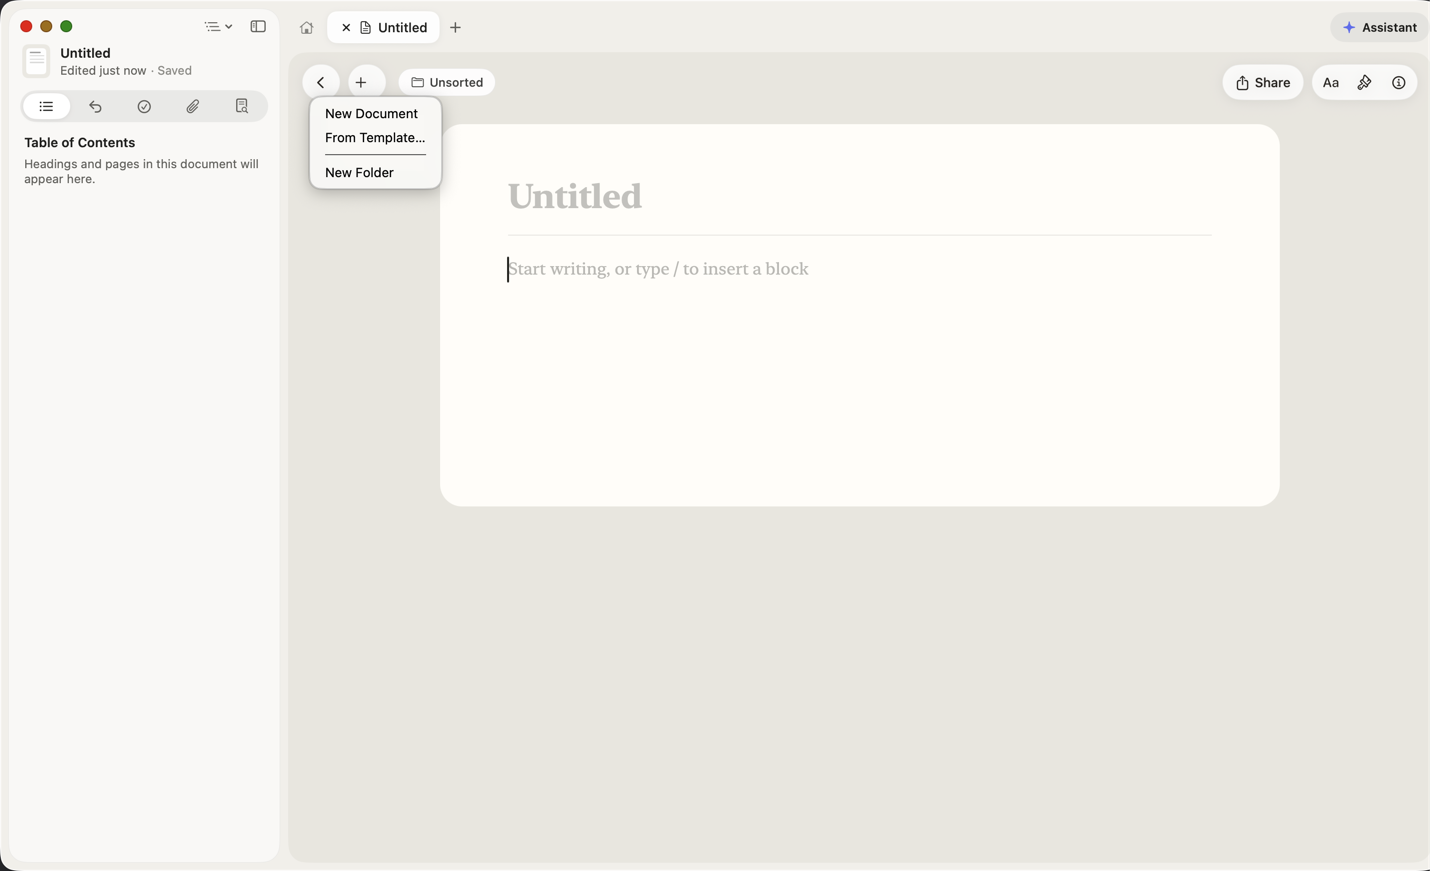 Untitled
Assistant
Untitled
Edited just now · Saved
Unsorted
Share
Aa
New Document
From Template...
New Folder
Table of Contents
Headings and pages in this document will
appear here.
Untitled
Start writing, or type / to insert a block